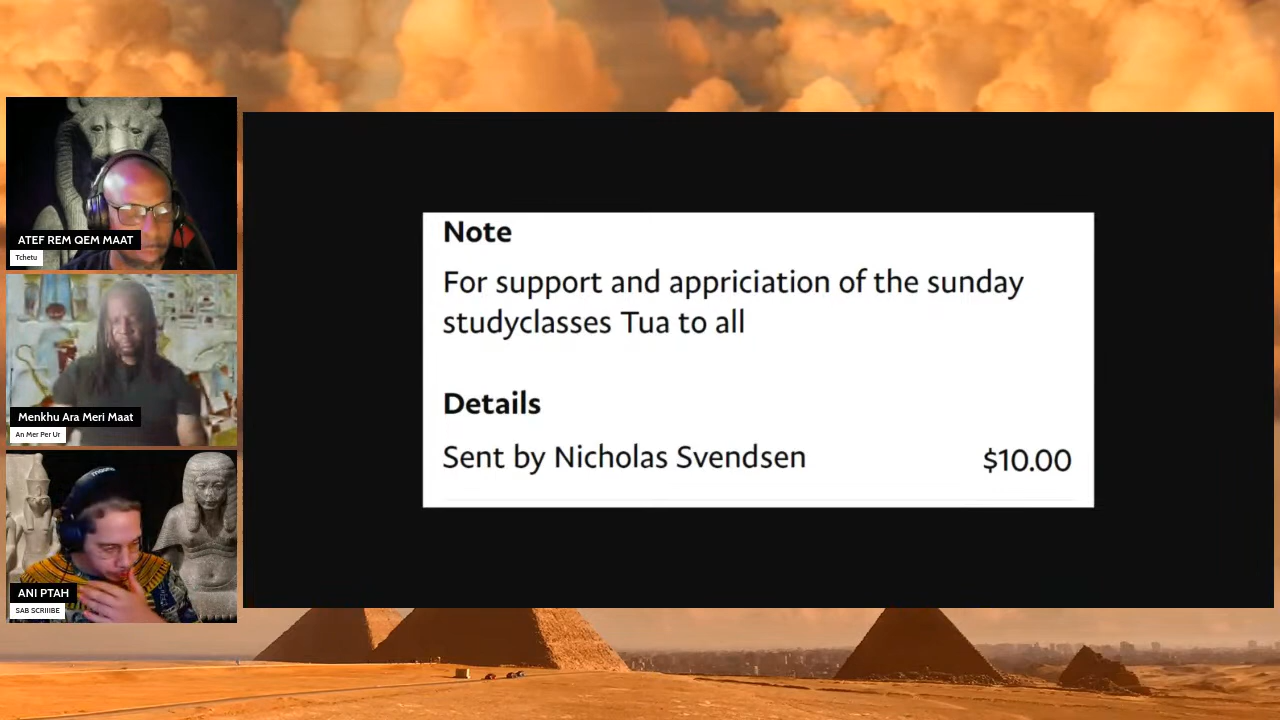 ATEF REM QEM MAAT
Tchetu
Menkhu Ara Meri Maat
An Mer Per Ur
ANI PTAH
SAB SCRIIIBE
Note
For support and appriciation of the sunday
studyclasses Tua to all
Details
Sent by Nicholas Svendsen $10.00